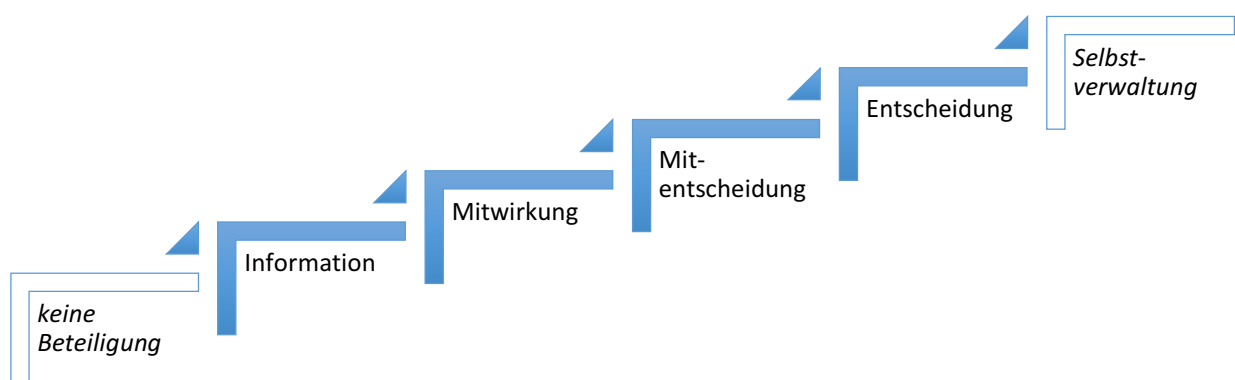 keine
Beteiligung
Information
Mitwirkung
Mit-
entscheidung
Entscheidung
Selbst-
verwaltung